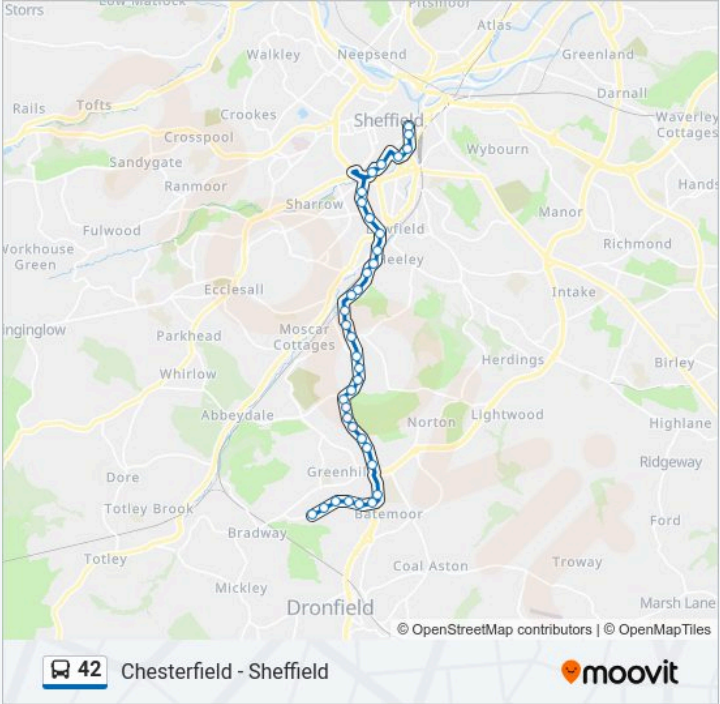 Storrs
Low Matlock
Pitsmoor
Atlas
Walkley
Neepsend
Greenland
Darnall
Rails
Tofts
Crookes
Sheffield
Waverley
Cottages
Crosspool
Wybourn
Sandygate
Ranmoor
Hands
Sharrow
Manor
Fulwood
field
Richmond
Workhouse
Green
Heeley
Ecclesall
Intake
inginglow
Parkhead
Moscar
Cottages
Herdings
Birley
Whirlow
Abbeydale
Norton
Lightwood
Highlane
Ridgeway
Dore
Greenhill
Totley Brook
Batemoor
Ford
Bradway
Totley
Coal Aston
Troway
Mickley
Dronfield
Marsh Lane
© OpenStreetMap contributors | © OpenMapTiles
42 Chesterfield - Sheffield
moovit